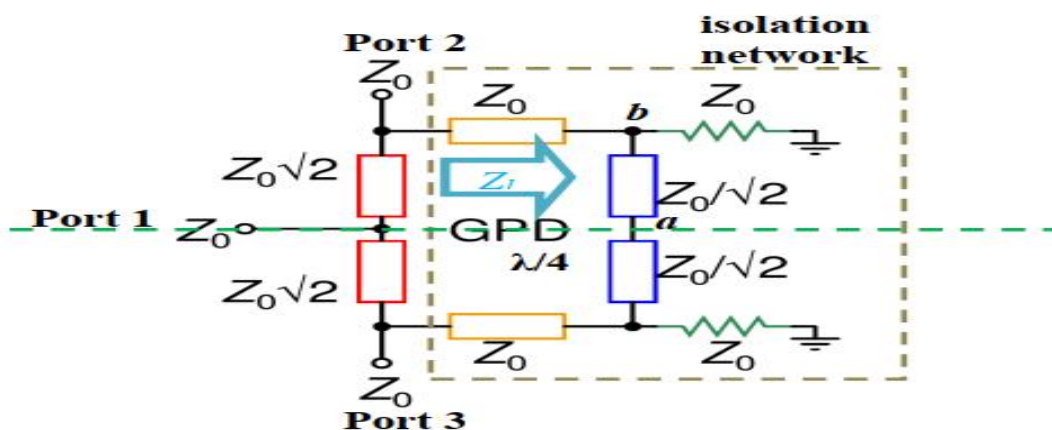 isolation
network
Port 2
Z₀
Z₀
b
Z₀
Z₀√2
Z₁
Z₀/√2
Port 1
Z₀
a
GPD
λ/4
Z₀√2
Z₀/√2
Z₀
Z₀
Z₀
Port 3